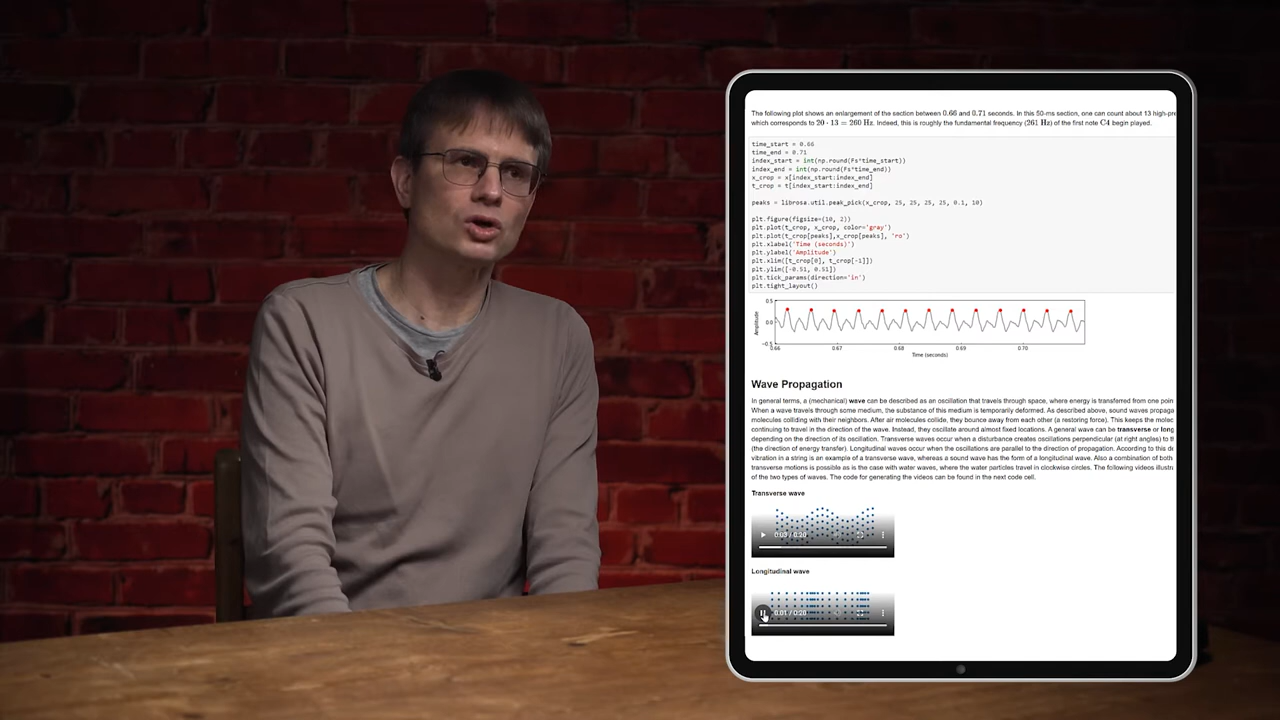 The following plot shows an enlargement of the section between 0.66 and 0.71 seconds. In this 50-ms section, one can count about 13 high-pre
which corresponds to 20 · 13 = 260 Hz. Indeed, this is roughly the fundamental frequency (261 Hz) of the first note C4 begin played.
time_start = 0.66
time_end = 0.71
index_start = int(np.round(Fs*time_start))
index_end = int(np.round(Fs*time_end))
x_crop = x[index_start:index_end]
t_crop = t[index_start:index_end]
peaks = librosa.util.peak_pick(x_crop, 25, 25, 25, 25, 0.1, 10)
plt.figure(figsize=(10, 2))
plt.plot(t_crop, x_crop, color='gray')
plt.plot(t_crop[peaks],x_crop[peaks], 'ro')
plt.xlabel('Time (seconds)')
plt.ylabel('Amplitude')
plt.xlim([t_crop[0], t_crop[-1]])
plt.ylim([-0.51, 0.51])
plt.tick_params(direction='in')
plt.tight_layout()
0.5
0.0
−0.5
Amplitude
0.66 0.67 0.68 0.69 0.70
Time (seconds)
Wave Propagation
In general terms, a (mechanical) wave can be described as an oscillation that travels through space, where energy is transferred from one poin
When a wave travels through some medium, the substance of this medium is temporarily deformed. As described above, sound waves propaga
molecules colliding with their neighbors. After air molecules collide, they bounce away from each other (a restoring force). This keeps the molec
continuing to travel in the direction of the wave. Instead, they oscillate around almost fixed locations. A general wave can be transverse or long
depending on the direction of its oscillation. Transverse waves occur when a disturbance creates oscillations perpendicular (at right angles) to th
(the direction of energy transfer). Longitudinal waves occur when the oscillations are parallel to the direction of propagation. According to this de
vibration in a string is an example of a transverse wave, whereas a sound wave has the form of a longitudinal wave. Also a combination of both
transverse motions is possible as is the case with water waves, where the water particles travel in clockwise circles. The following videos illustra
of the two types of waves. The code for generating the videos can be found in the next code cell.
Transverse wave
0:03 / 0:20
Longitudinal wave
0:01 / 0:20